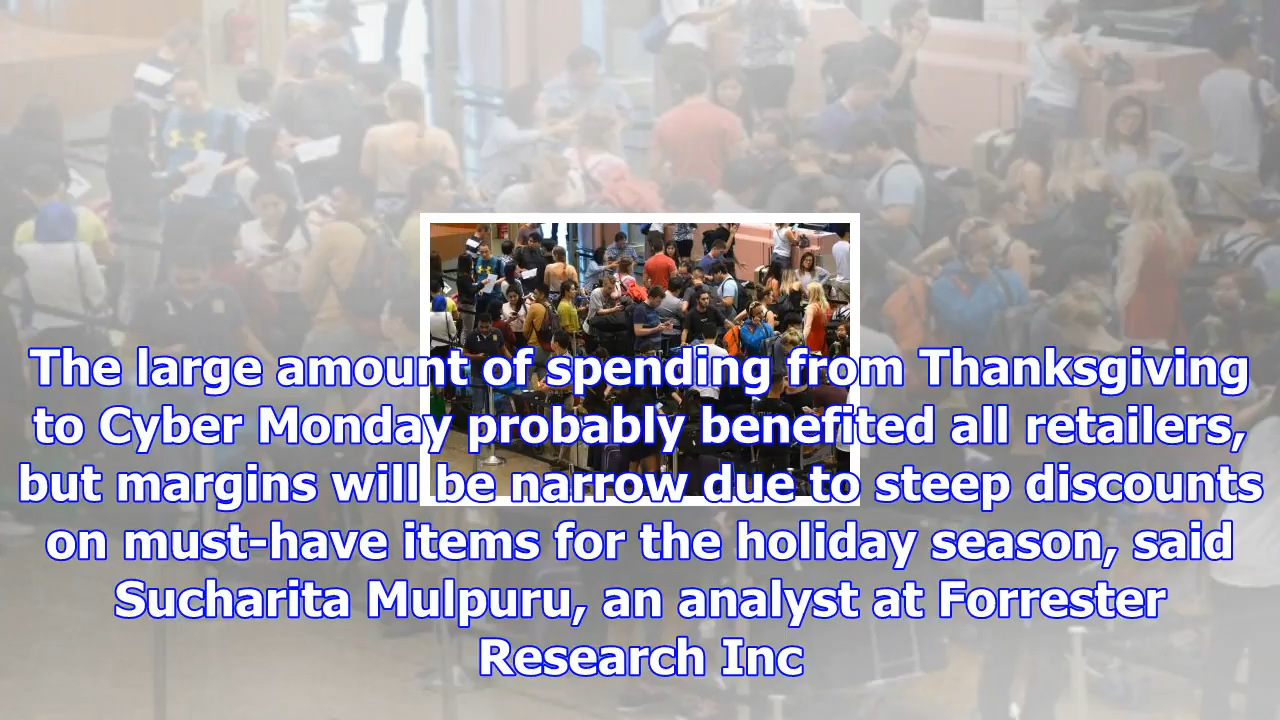 The large amount of spending from Thanksgiving
to Cyber Monday probably benefited all retailers,
but margins will be narrow due to steep discounts
on must-have items for the holiday season, said
Sucharita Mulpuru, an analyst at Forrester
Research Inc